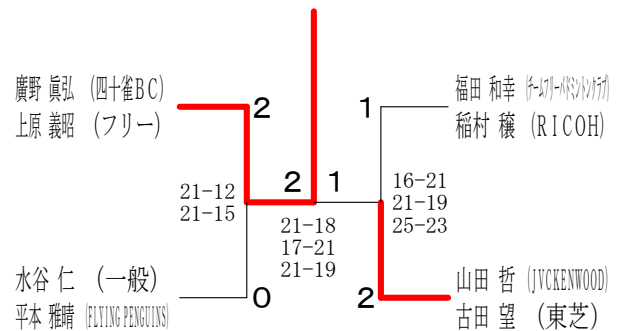 廣野 眞弘 (四十雀BC)
上原 義昭 (フリー)
2
1
福田 和幸 (チームフリーバドミントンクラブ)
稲村 穣 (RICOH)
21-12
21-15
2
1
21-18
17-21
21-19
16-21
21-19
25-23
水谷 仁 (一般)
平本 雅晴 (FLYING PENGUINS)
0
2
山田 哲 (JVCKENWOOD)
古田 望 (東芝)